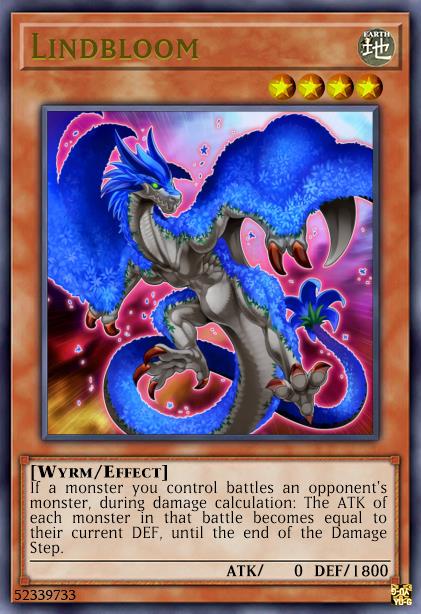 LINDBLOOM
EARTH
地
[WYRM/EFFECT]
If a monster you control battles an opponent's
monster, during damage calculation: The ATK of
each monster in that battle becomes equal to
their current DEF, until the end of the Damage
Step.
ATK/ 0 DEF/1800
52339733